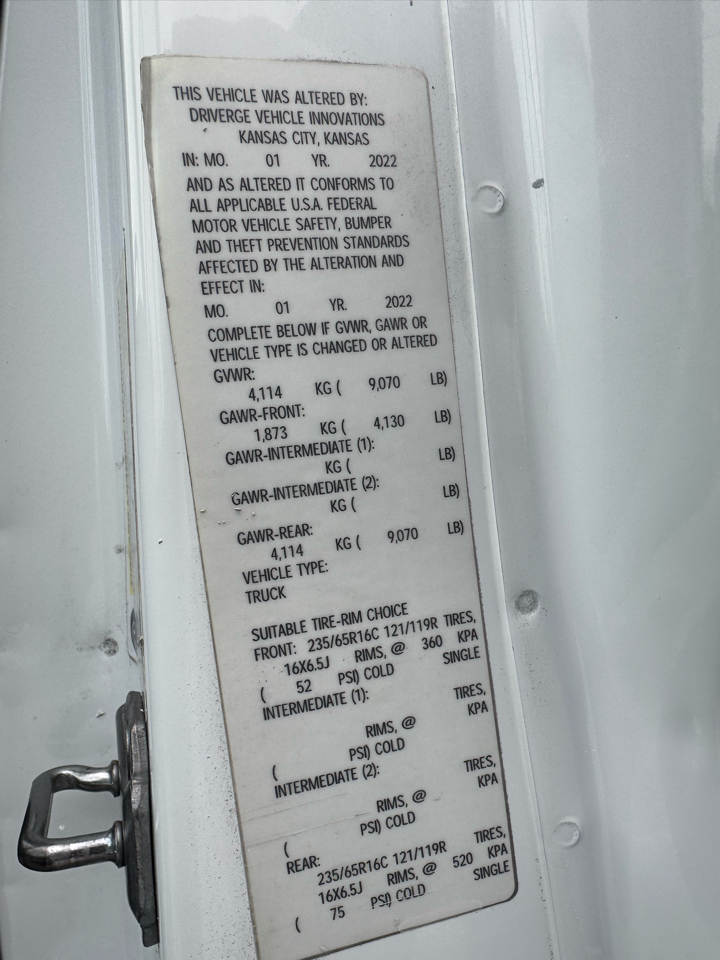 THIS VEHICLE WAS ALTERED BY:
DRIVERGE VEHICLE INNOVATIONS
KANSAS CITY, KANSAS
IN: MO. 01 YR. 2022
AND AS ALTERED IT CONFORMS TO
ALL APPLICABLE U.S.A. FEDERAL
MOTOR VEHICLE SAFETY, BUMPER
AND THEFT PREVENTION STANDARDS
AFFECTED BY THE ALTERATION AND
EFFECT IN:
MO. 01 YR. 2022
COMPLETE BELOW IF GVWR, GAWR OR
VEHICLE TYPE IS CHANGED OR ALTERED
GVWR:
4,114 KG ( 9,070 LB)
GAWR-FRONT:
1,873 KG ( 4,130 LB)
GAWR-INTERMEDIATE (1):
KG ( LB)
GAWR-INTERMEDIATE (2):
KG ( LB)
GAWR-REAR:
4,114 KG ( 9,070 LB)
VEHICLE TYPE:
TRUCK
SUITABLE TIRE-RIM CHOICE
FRONT: 235/65R16C 121/119R TIRES,
16X6.5J RIMS, @ 360 KPA
( 52 PSI) COLD SINGLE
INTERMEDIATE (1): TIRES,
RIMS, @ KPA
( PSI) COLD
INTERMEDIATE (2): TIRES,
RIMS, @ KPA
( PSI) COLD
REAR: 235/65R16C 121/119R TIRES,
16X6.5J RIMS, @ 520 KPA
( 75 PSI) COLD SINGLE